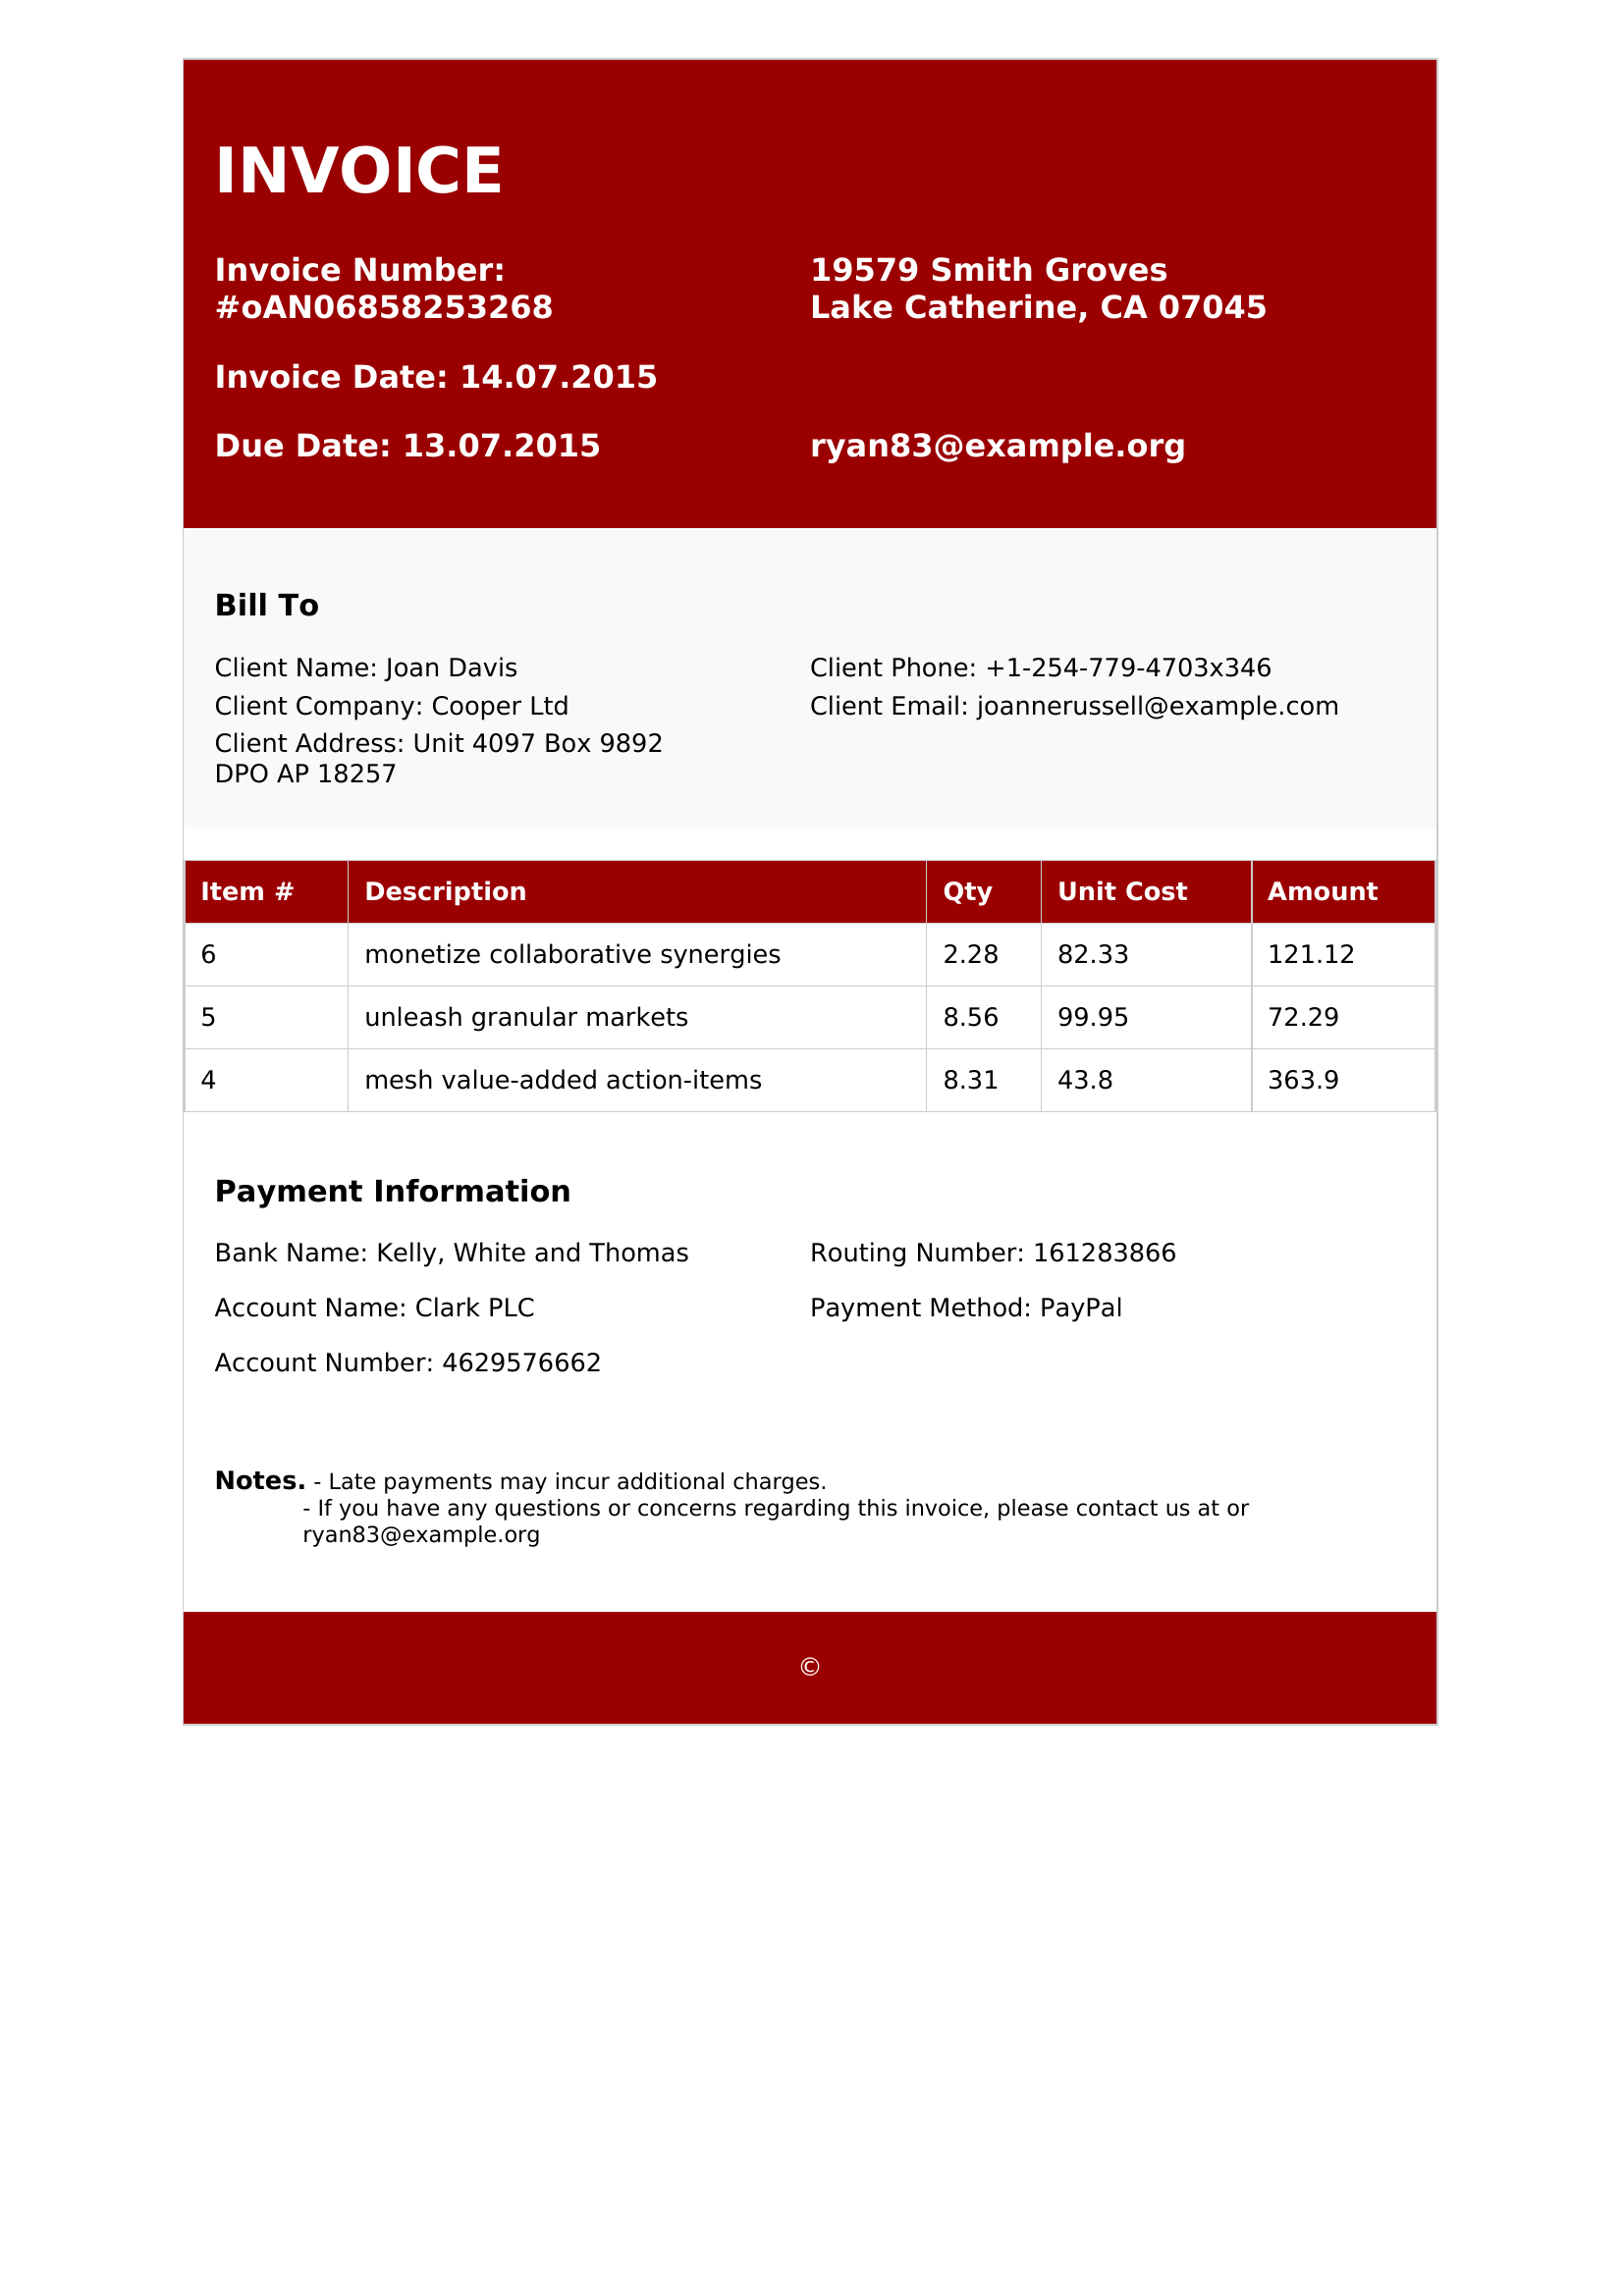 INVOICE
Invoice Number:
#oAN06858253268
19579 Smith Groves
Lake Catherine, CA 07045
Invoice Date: 14.07.2015
Due Date: 13.07.2015
ryan83@example.org
Bill To
Client Name: Joan Davis
Client Phone: +1-254-779-4703x346
Client Company: Cooper Ltd
Client Email: joannerussell@example.com
Client Address: Unit 4097 Box 9892
DPO AP 18257
Item # Description Qty Unit Cost Amount
6 monetize collaborative synergies 2.28 82.33 121.12
5 unleash granular markets 8.56 99.95 72.29
4 mesh value-added action-items 8.31 43.8 363.9
Payment Information
Bank Name: Kelly, White and Thomas
Routing Number: 161283866
Account Name: Clark PLC
Payment Method: PayPal
Account Number: 4629576662
Notes. - Late payments may incur additional charges.
- If you have any questions or concerns regarding this invoice, please contact us at or
ryan83@example.org
©